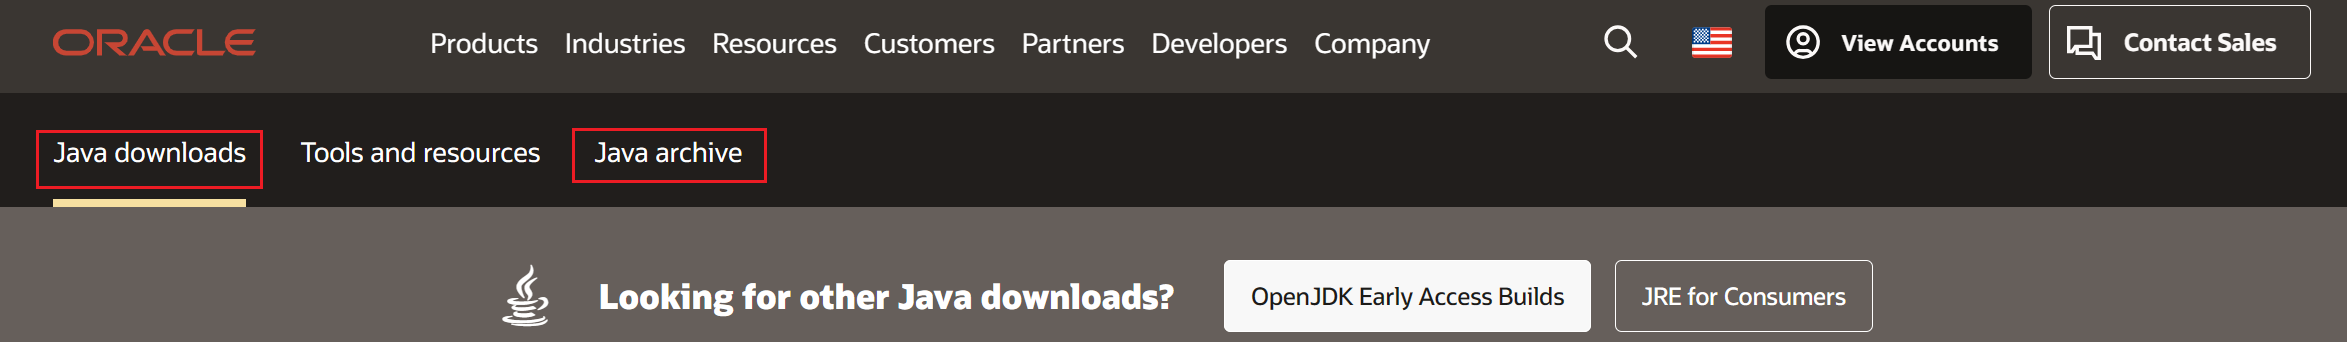 ORACLE Products Industries Resources Customers Partners Developers Company View Accounts Contact Sales
Java downloads Tools and resources Java archive
Looking for other Java downloads? OpenJDK Early Access Builds JRE for Consumers